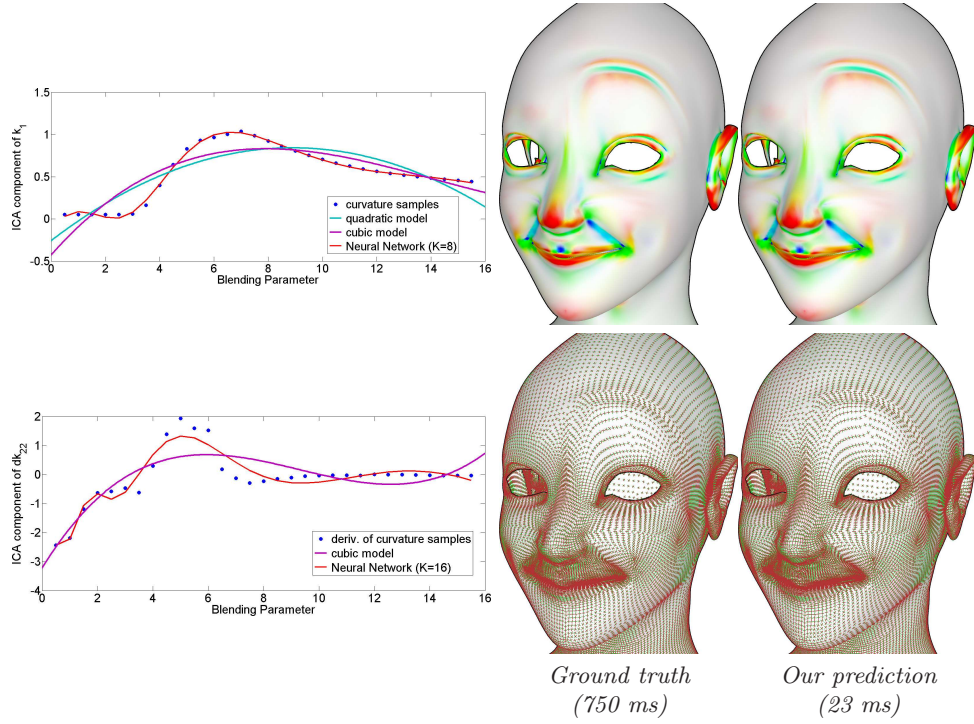 1.5
1
0.5
0
-0.5
0 2 4 6 8 10 12 14 16
ICA component of k1
Blending Parameter
curvature samples
quadratic model
cubic model
Neural Network (K=8)
2
1
0
-1
-2
-3
-4
0 2 4 6 8 10 12 14 16
ICA component of dk22
Blending Parameter
deriv. of curvature samples
cubic model
Neural Network (K=16)
Ground truth
(750 ms)
Our prediction
(23 ms)